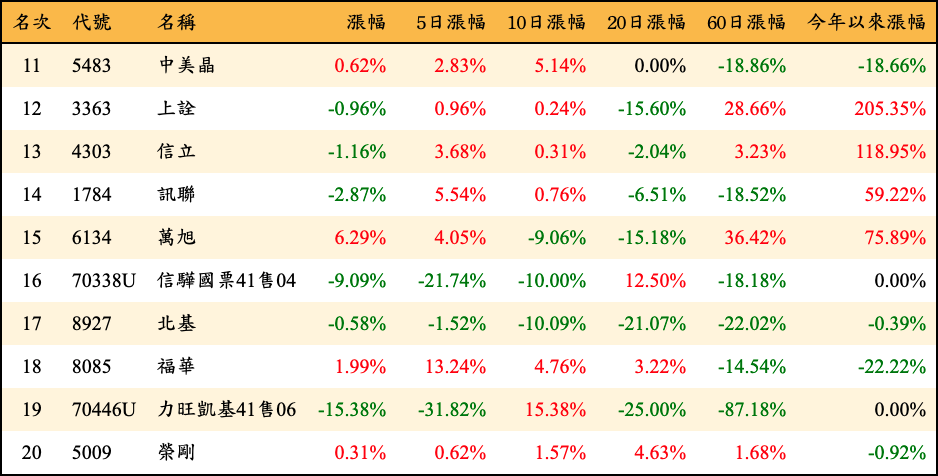 名次 代號 名稱 漲幅 5日漲幅 10日漲幅 20日漲幅 60日漲幅 今年以來漲幅
11 5483 中美晶 0.62% 2.83% 5.14% 0.00% -18.86% -18.66%
12 3363 上詮 -0.96% 0.96% 0.24% -15.60% 28.66% 205.35%
13 4303 信立 -1.16% 3.68% 0.31% -2.04% 3.23% 118.95%
14 1784 訊聯 -2.87% 5.54% 0.76% -6.51% -18.52% 59.22%
15 6134 萬旭 6.29% 4.05% -9.06% -15.18% 36.42% 75.89%
16 70338U 信驊國票41售04 -9.09% -21.74% -10.00% 12.50% -18.18% 0.00%
17 8927 北基 -0.58% -1.52% -10.09% -21.07% -22.02% -0.39%
18 8085 福華 1.99% 13.24% 4.76% 3.22% -14.54% -22.22%
19 70446U 力旺凱基41售06 -15.38% -31.82% 15.38% -25.00% -87.18% 0.00%
20 5009 榮剛 0.31% 0.62% 1.57% 4.63% 1.68% -0.92%